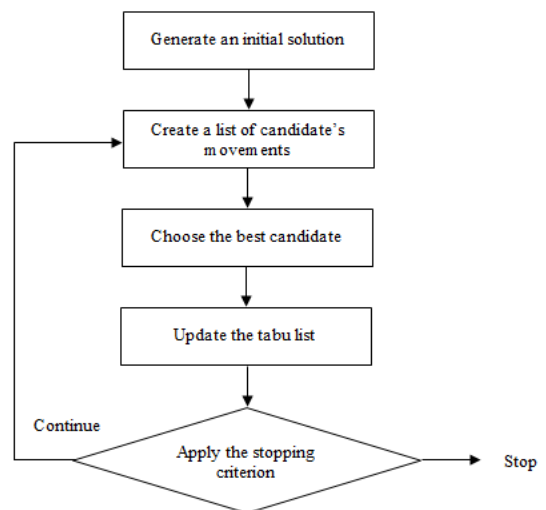 Generate an initial solution
Create a list of candidate's
movements
Choose the best candidate
Update the tabu list
Continue
Apply the stopping
criterion
Stop